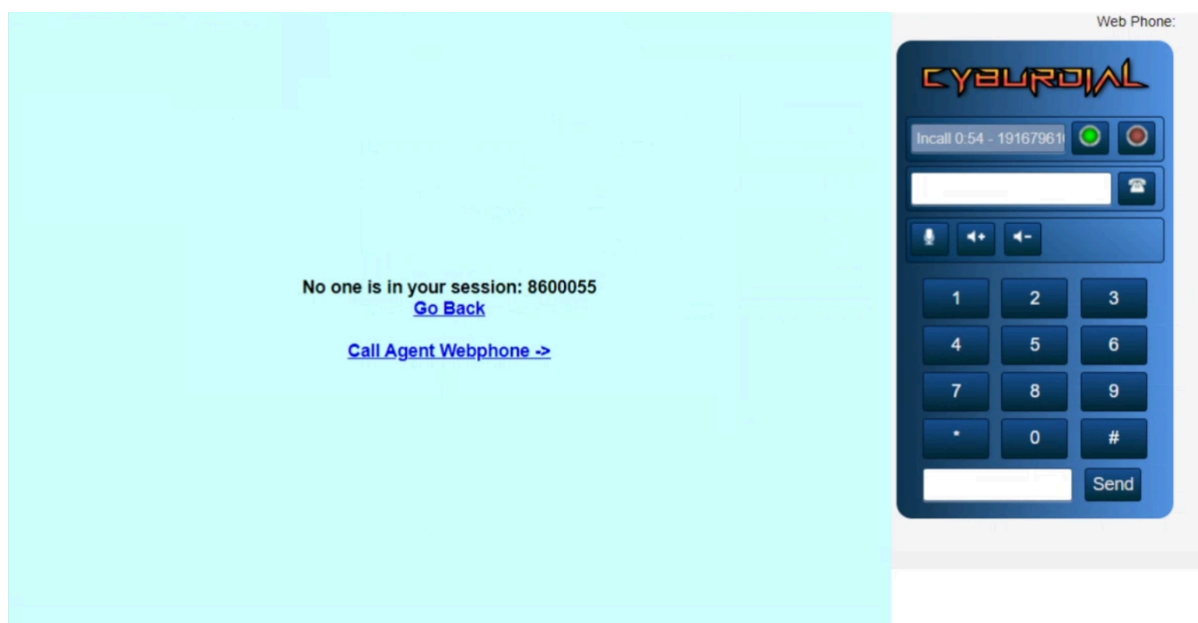 Web Phone:
CYBURDIAL
Incall 0:54 - 1916796
No one is in your session: 8600055
Go Back
Call Agent Webphone ->
1 2 3
4 5 6
7 8 9
* 0 #
Send